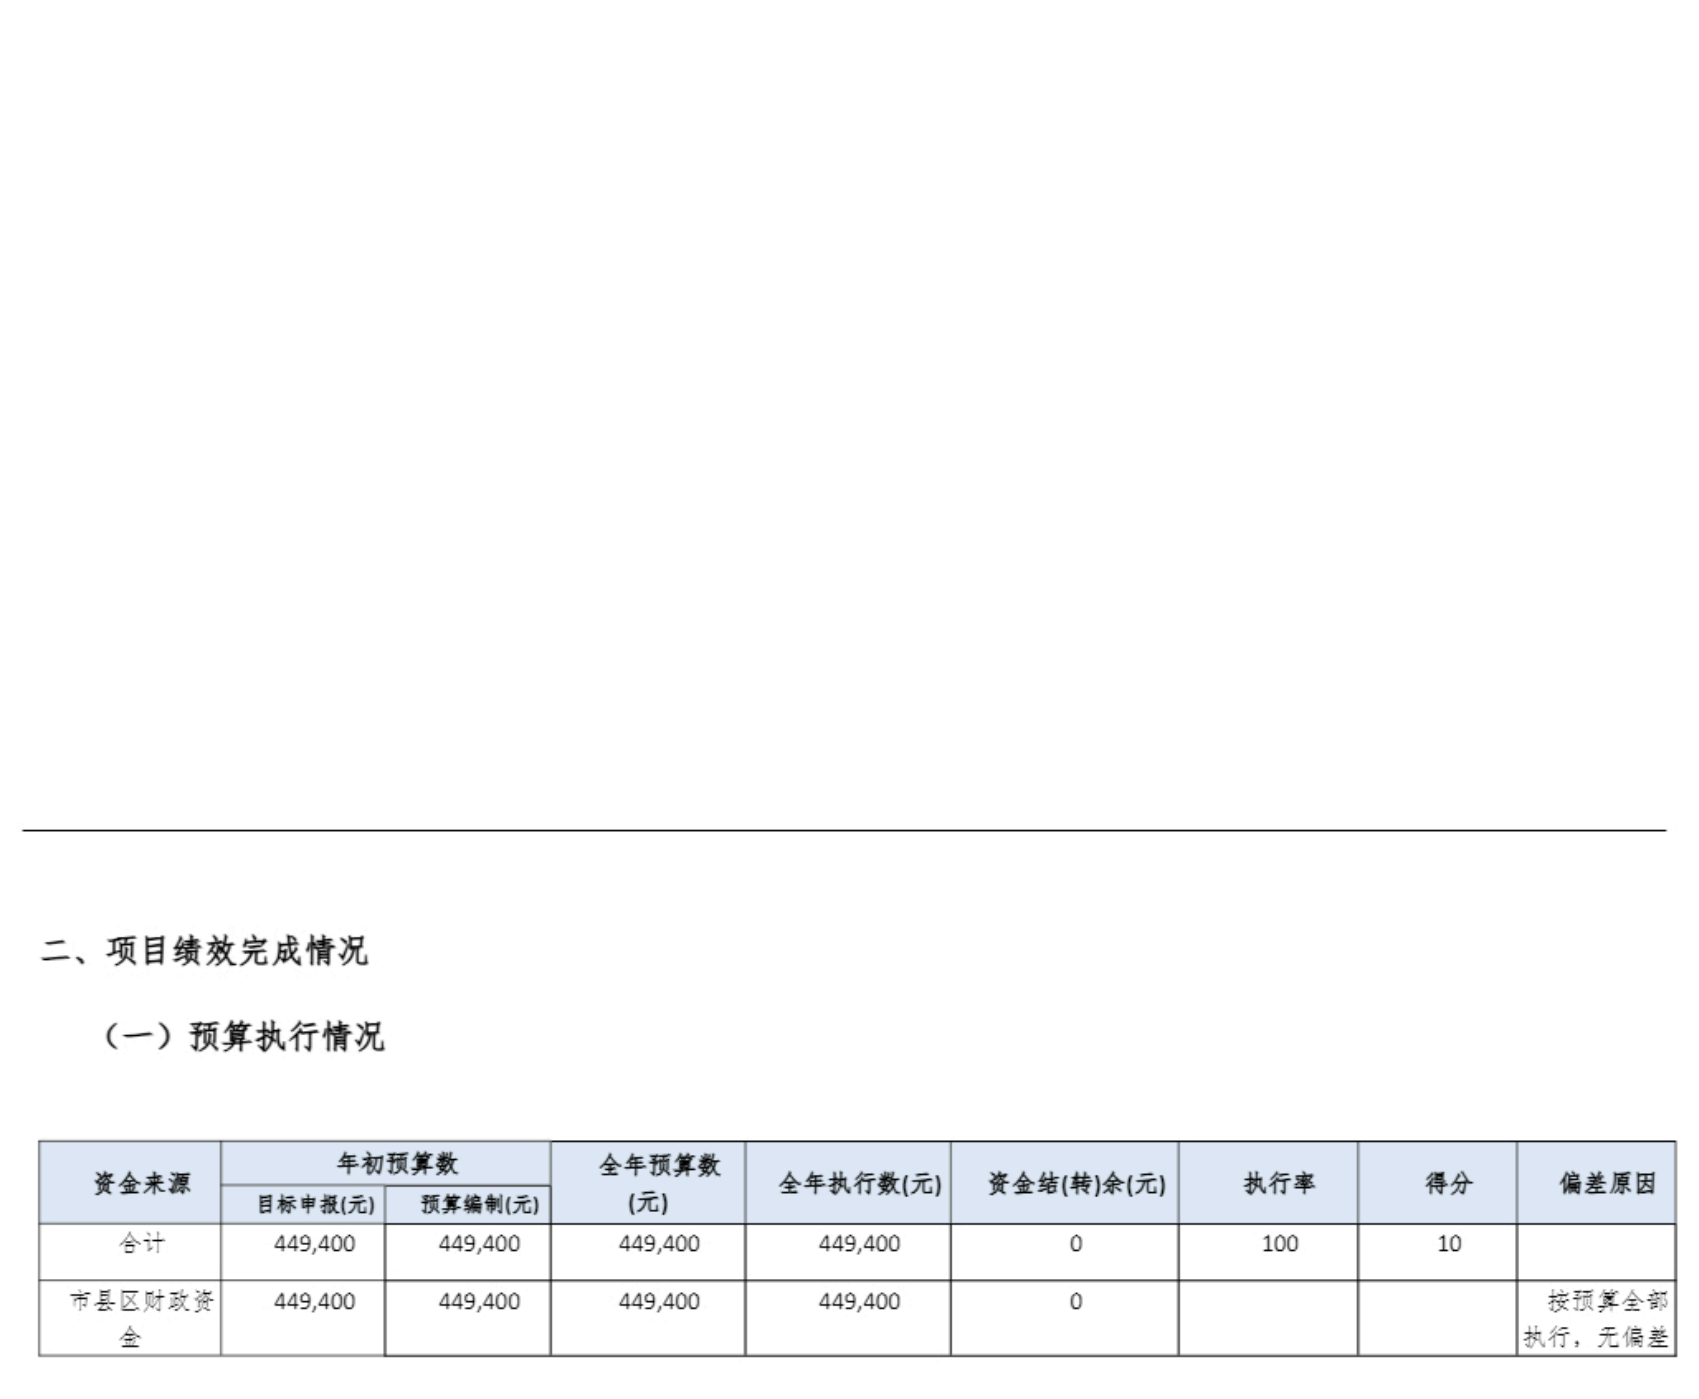 二、项目绩效完成情况
（一）预算执行情况
资金来源 年初预算数 全年预算数(元) 全年执行数(元) 资金结(转)余(元) 执行率 得分 偏差原因
目标申报(元) 预算编制(元)
合计 449,400 449,400 449,400 449,400 0 100 10
市县区财政资金 449,400 449,400 449,400 449,400 0 按预算全部执行，无偏差